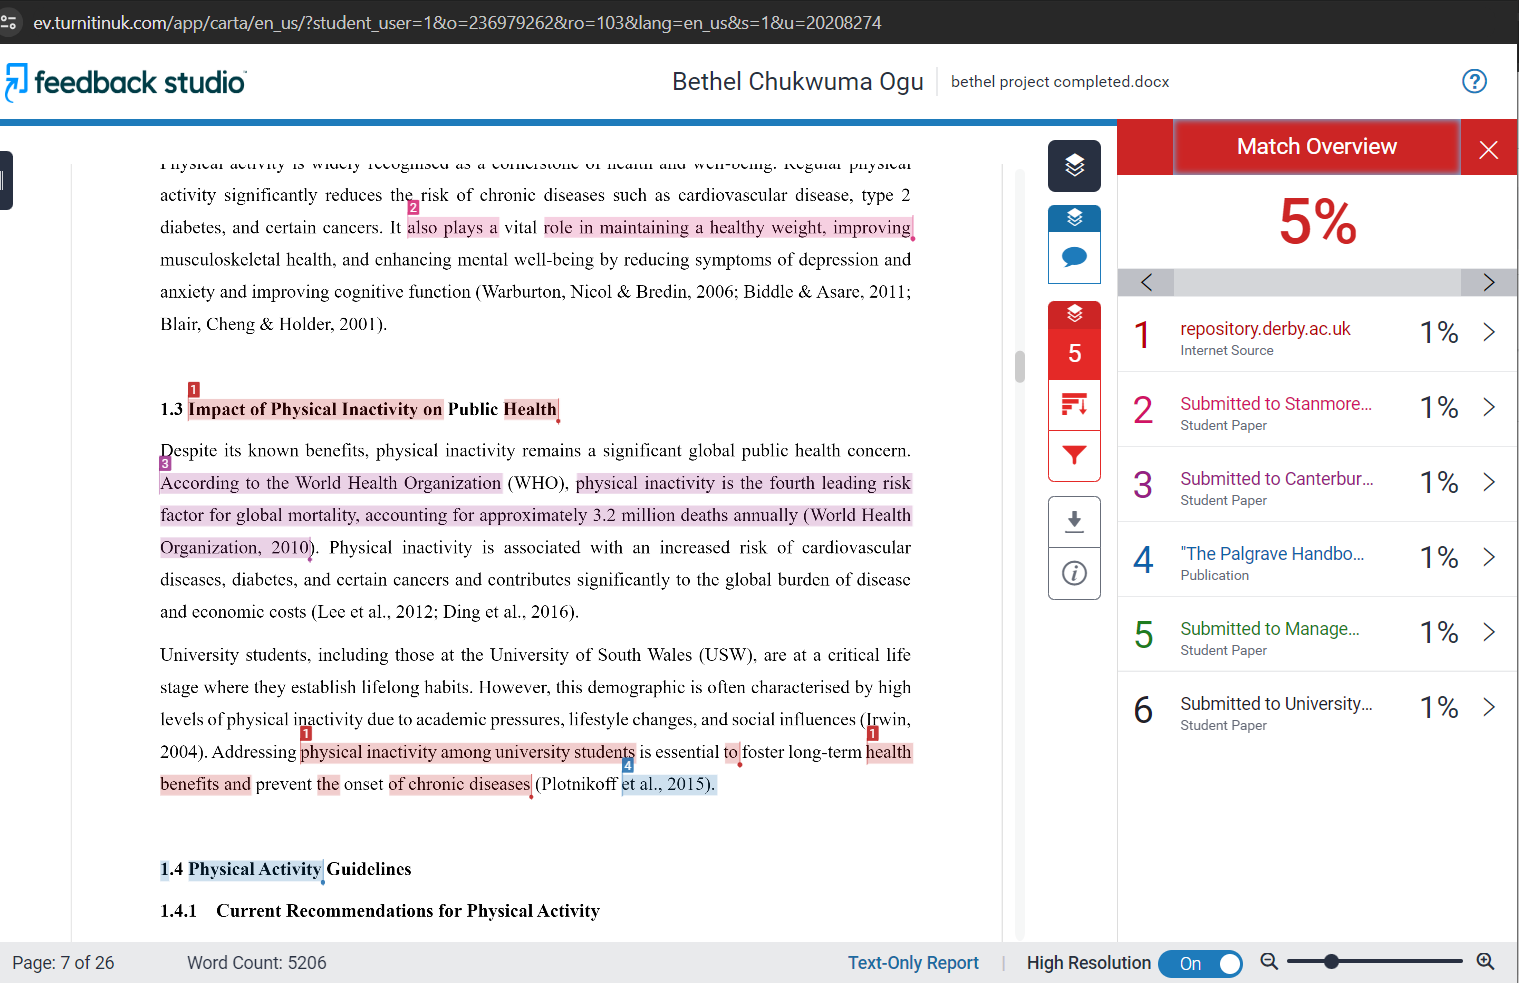 ev.turnitinuk.com/app/carta/en_us/?student_user=1&o=236979262&ro=103&lang=en_us&s=1&u=20208274
feedback studio
Bethel Chukwuma Ogu
bethel project completed.docx
?
Physical activity is widely recognised as a cornerstone of health and well-being. Regular physical
activity significantly reduces the risk of chronic diseases such as cardiovascular disease, type 2
2
diabetes, and certain cancers. It also plays a vital role in maintaining a healthy weight, improving
musculoskeletal health, and enhancing mental well-being by reducing symptoms of depression and
anxiety and improving cognitive function (Warburton, Nicol & Bredin, 2006; Biddle & Asare, 2011;
Blair, Cheng & Holder, 2001).
1
1.3 Impact of Physical Inactivity on Public Health
Despite its known benefits, physical inactivity remains a significant global public health concern.
3
According to the World Health Organization (WHO), physical inactivity is the fourth leading risk
factor for global mortality, accounting for approximately 3.2 million deaths annually (World Health
Organization, 2010). Physical inactivity is associated with an increased risk of cardiovascular
diseases, diabetes, and certain cancers and contributes significantly to the global burden of disease
and economic costs (Lee et al., 2012; Ding et al., 2016).
University students, including those at the University of South Wales (USW), are at a critical life
stage where they establish lifelong habits. However, this demographic is often characterised by high
levels of physical inactivity due to academic pressures, lifestyle changes, and social influences (Irwin,
1 1
2004). Addressing physical inactivity among university students is essential to foster long-term health
4
benefits and prevent the onset of chronic diseases (Plotnikoff et al., 2015).
1.4 Physical Activity Guidelines
1.4.1 Current Recommendations for Physical Activity
5
Match Overview
5%
1 repository.derby.ac.uk 1%
Internet Source
2 Submitted to Stanmore... 1%
Student Paper
3 Submitted to Canterbur... 1%
Student Paper
4 "The Palgrave Handbo... 1%
Publication
5 Submitted to Manage... 1%
Student Paper
6 Submitted to University... 1%
Student Paper
Page: 7 of 26
Word Count: 5206
Text-Only Report
High Resolution On